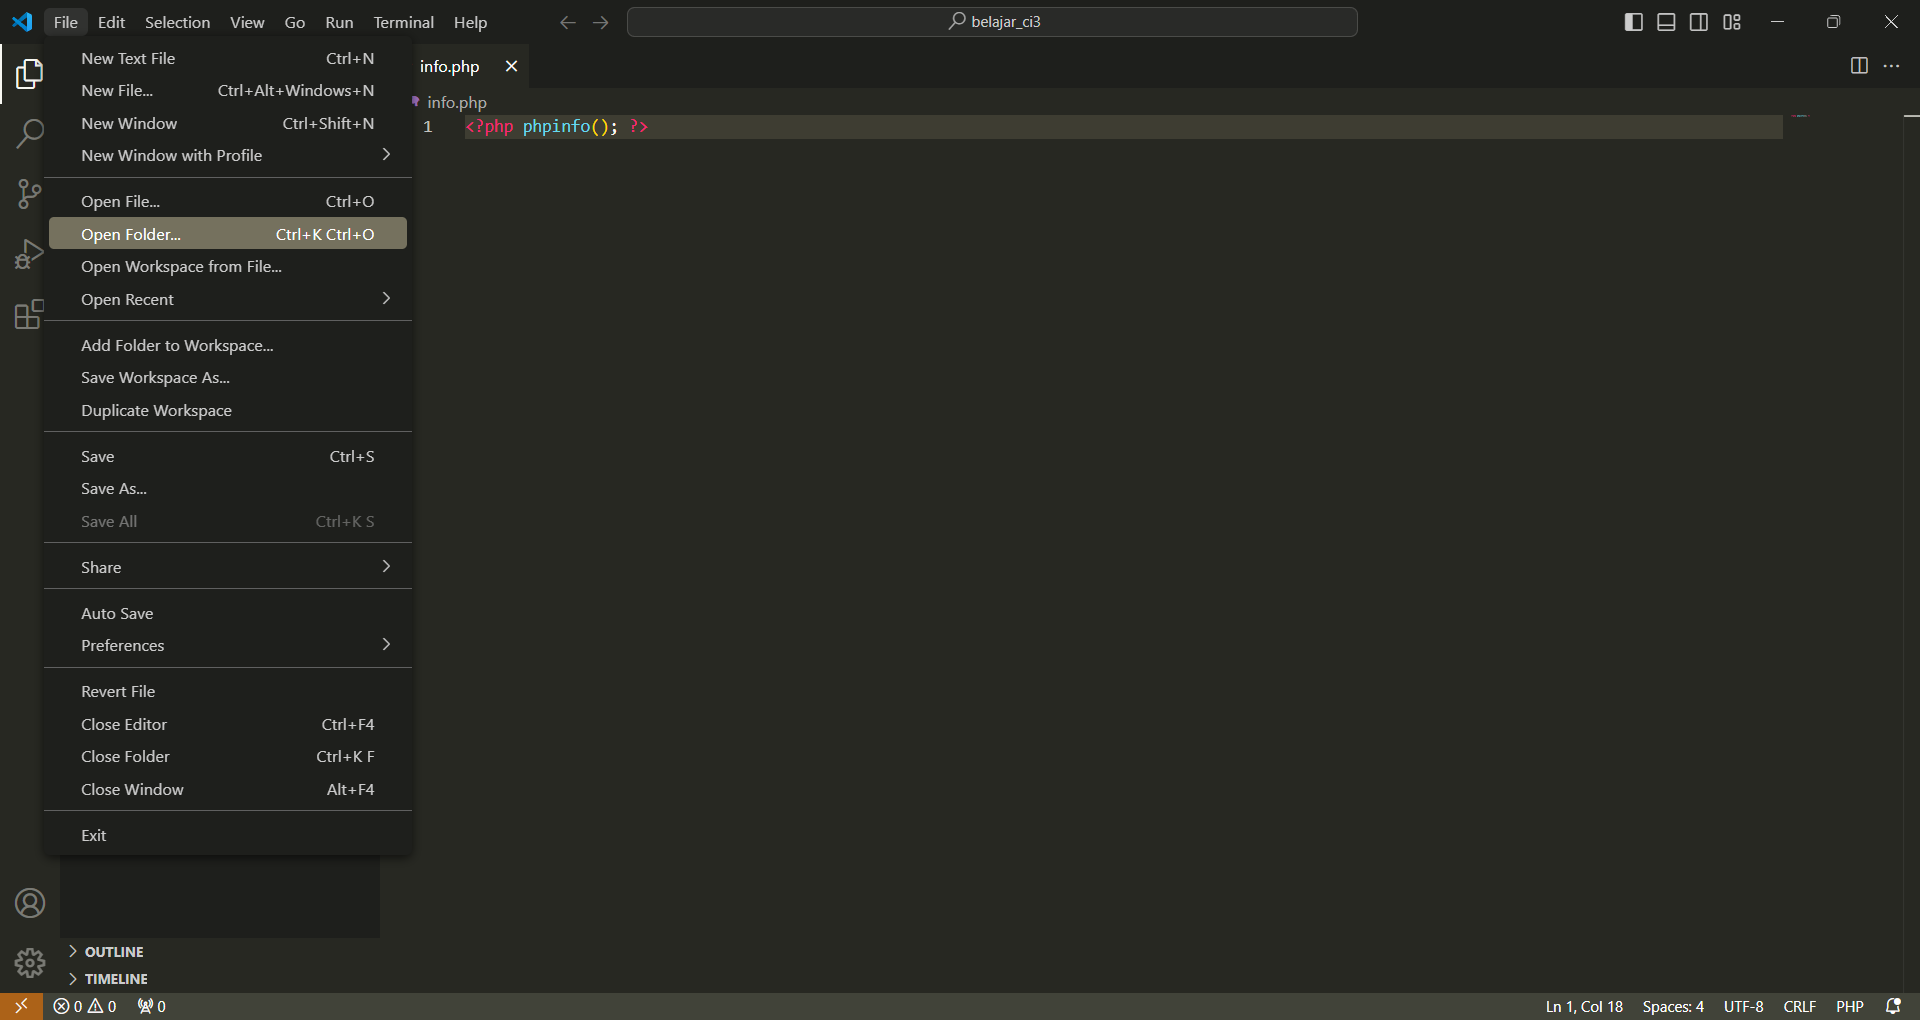 File Edit Selection View Go Run Terminal Help
belajar_ci3
New Text File Ctrl+N
New File... Ctrl+Alt+Windows+N
New Window Ctrl+Shift+N
New Window with Profile
Open File... Ctrl+O
Open Folder... Ctrl+K Ctrl+O
Open Workspace from File...
Open Recent
Add Folder to Workspace...
Save Workspace As...
Duplicate Workspace
Save Ctrl+S
Save As...
Save All Ctrl+K S
Share
Auto Save
Preferences
Revert File
Close Editor Ctrl+F4
Close Folder Ctrl+K F
Close Window Alt+F4
Exit
info.php
info.php
1 <?php phpinfo(); ?>
OUTLINE
TIMELINE
0 0 0
Ln 1, Col 18 Spaces: 4 UTF-8 CRLF PHP